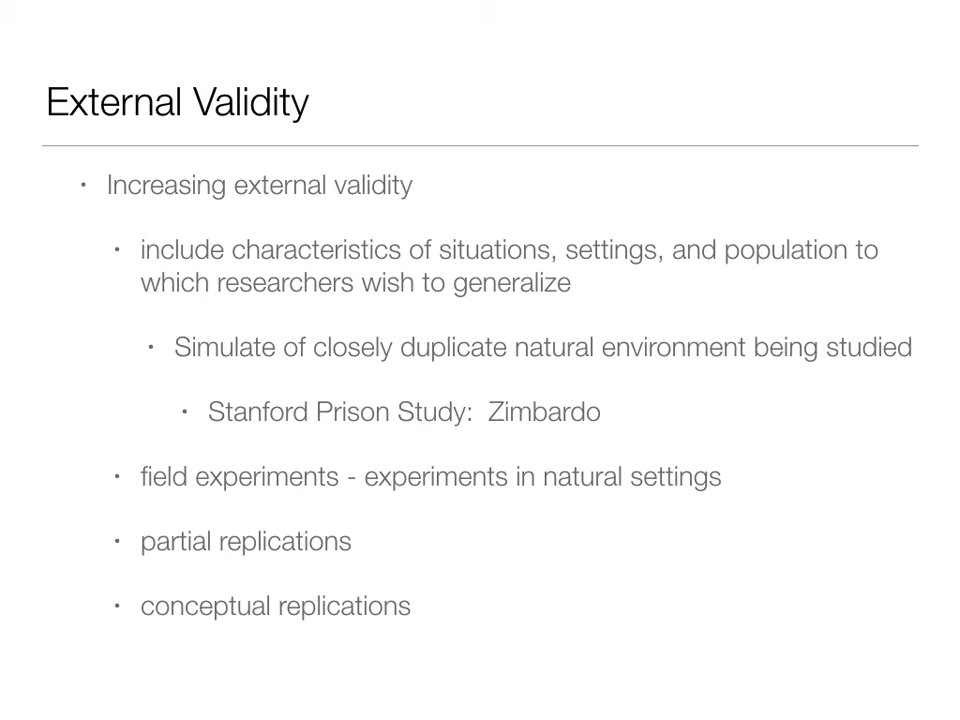 External Validity
• Increasing external validity
• include characteristics of situations, settings, and population to
which researchers wish to generalize
• Simulate of closely duplicate natural environment being studied
• Stanford Prison Study:  Zimbardo
• field experiments - experiments in natural settings
• partial replications
• conceptual replications